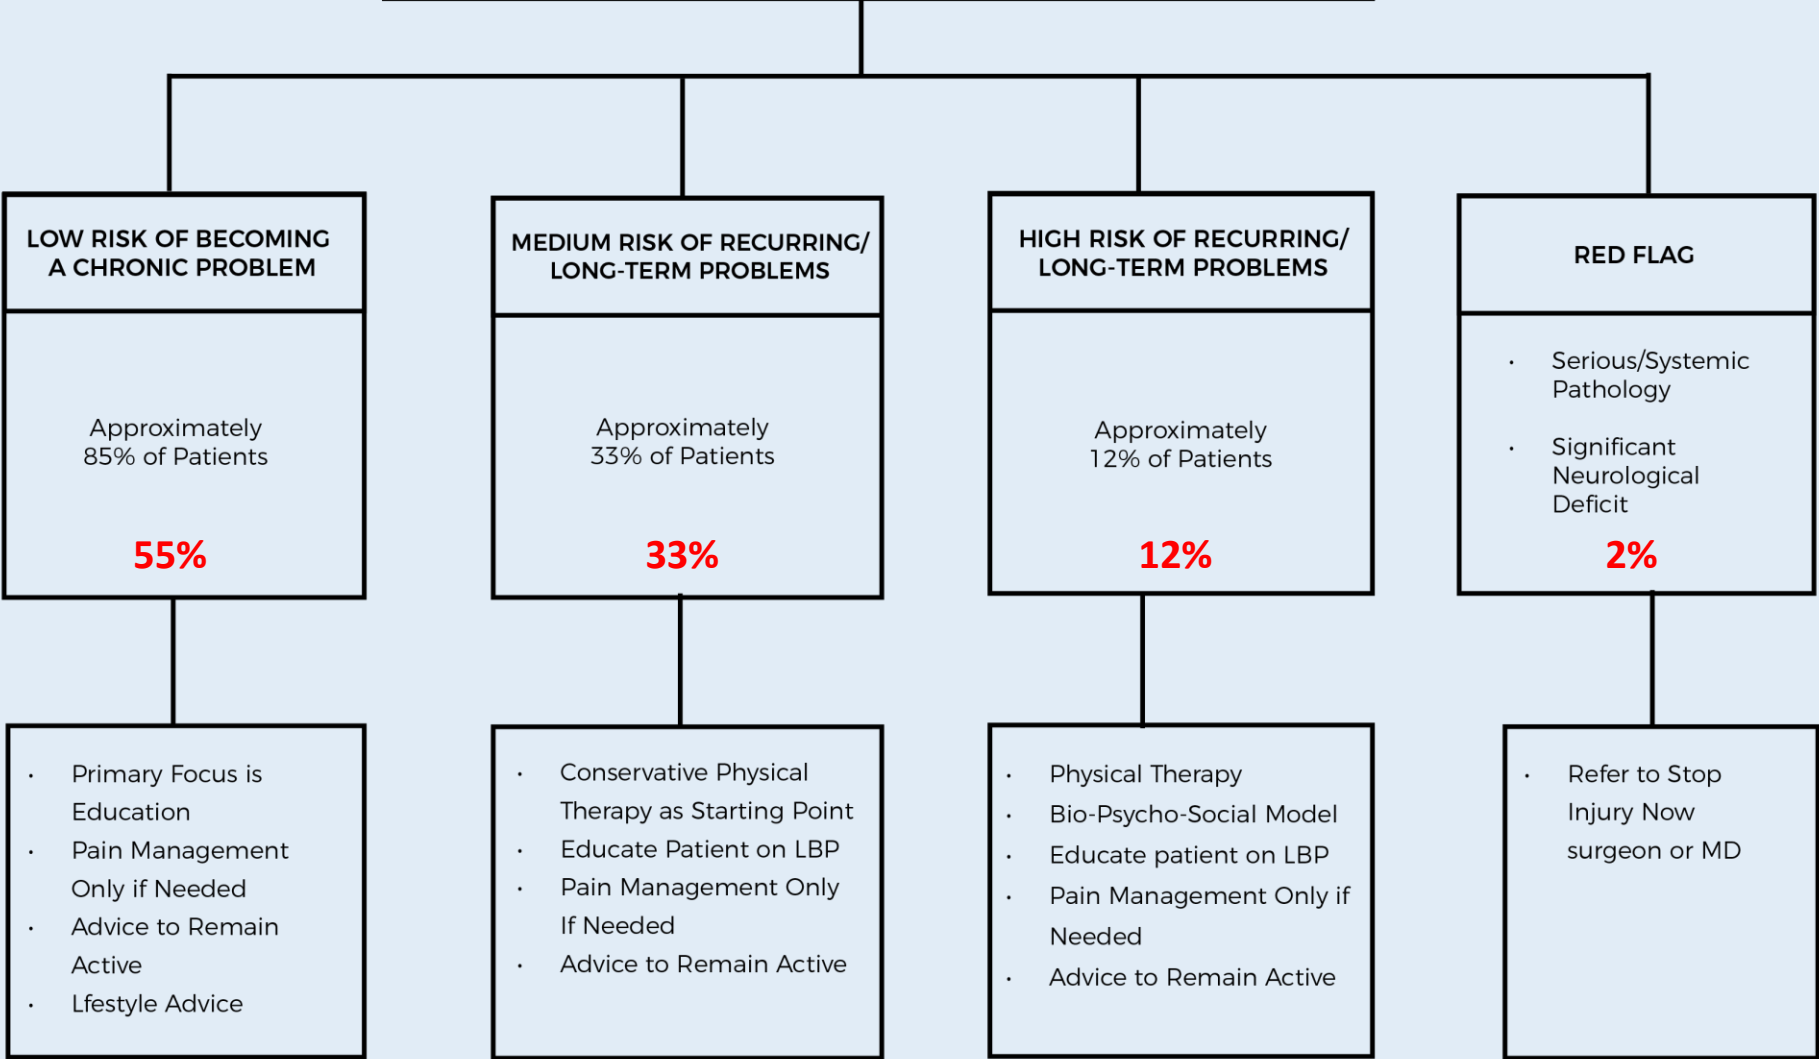 LOW RISK OF BECOMING
A CHRONIC PROBLEM
Approximately
85% of Patients
55%
MEDIUM RISK OF RECURRING/
LONG-TERM PROBLEMS
Approximately
33% of Patients
33%
HIGH RISK OF RECURRING/
LONG-TERM PROBLEMS
Approximately
12% of Patients
12%
RED FLAG
· Serious/Systemic
Pathology
· Significant
Neurological
Deficit
2%
· Primary Focus is
Education
· Pain Management
Only if Needed
· Advice to Remain
Active
· Lfestyle Advice
· Conservative Physical
Therapy as Starting Point
· Educate Patient on LBP
· Pain Management Only
If Needed
· Advice to Remain Active
· Physical Therapy
· Bio-Psycho-Social Model
· Educate patient on LBP
· Pain Management Only if
Needed
· Advice to Remain Active
· Refer to Stop
Injury Now
surgeon or MD